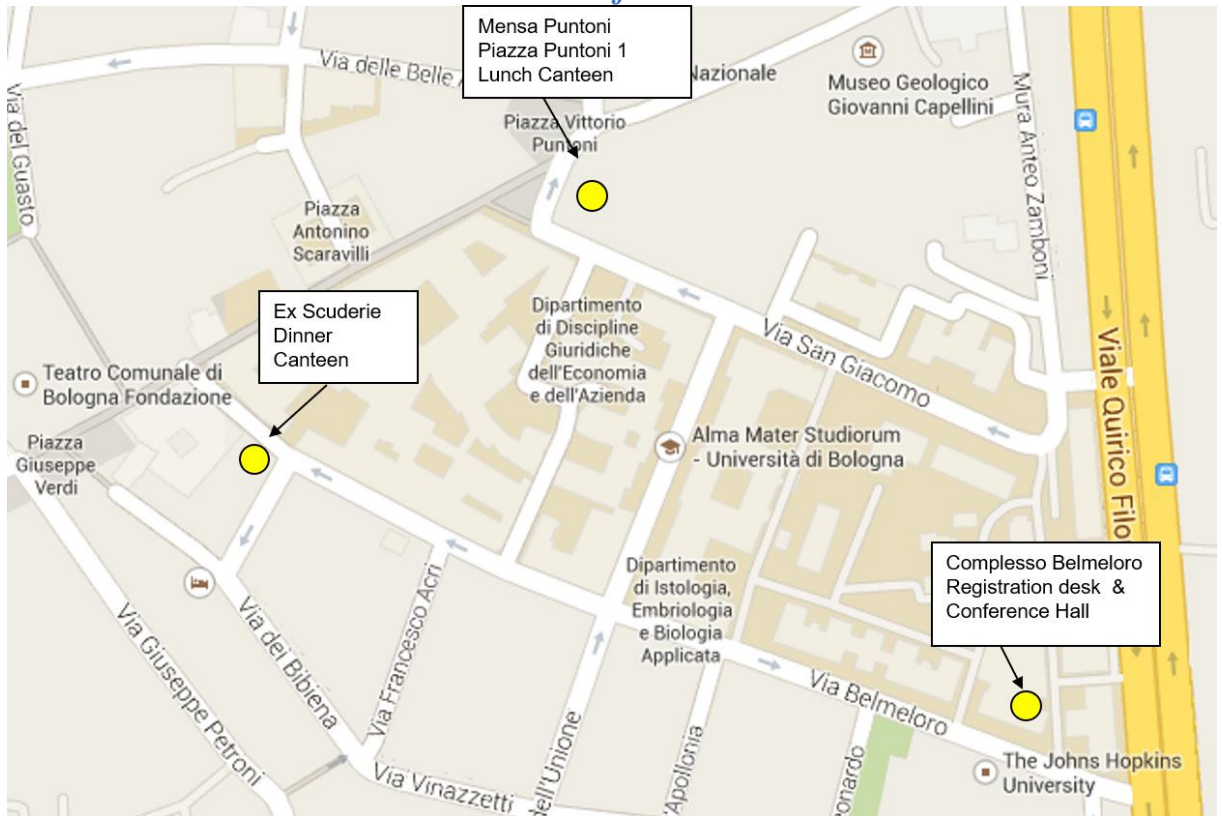 Mensa Puntoni
Piazza Puntoni 1
Lunch Canteen
Via delle Belle
Nazionale
Piazza Vittorio
Puntoni
Museo Geologico
Giovanni Capellini
Mura Anteo Zamboni
Via del Guasto
Piazza
Antonino
Scaravilli
Ex Scuderie
Dinner
Canteen
Dipartimento
di Discipline
Giuridiche
dell'Economia
e dell'Azienda
Via San Giacomo
Viale Quirico Filo
Teatro Comunale di
Bologna Fondazione
Piazza
Giuseppe
Verdi
Alma Mater Studiorum
- Università di Bologna
Complesso Belmeloro
Registration desk &
Conference Hall
Dipartimento
di Istologia,
Embriologia
e Biologia
Applicata
Via Francesco Acri
Via dei Bibiena
Via Giuseppe Petroni
Via Belmeloro
Via Vinazzetti
dell'Unione
'Apollonia
onardo
The Johns Hopkins
University